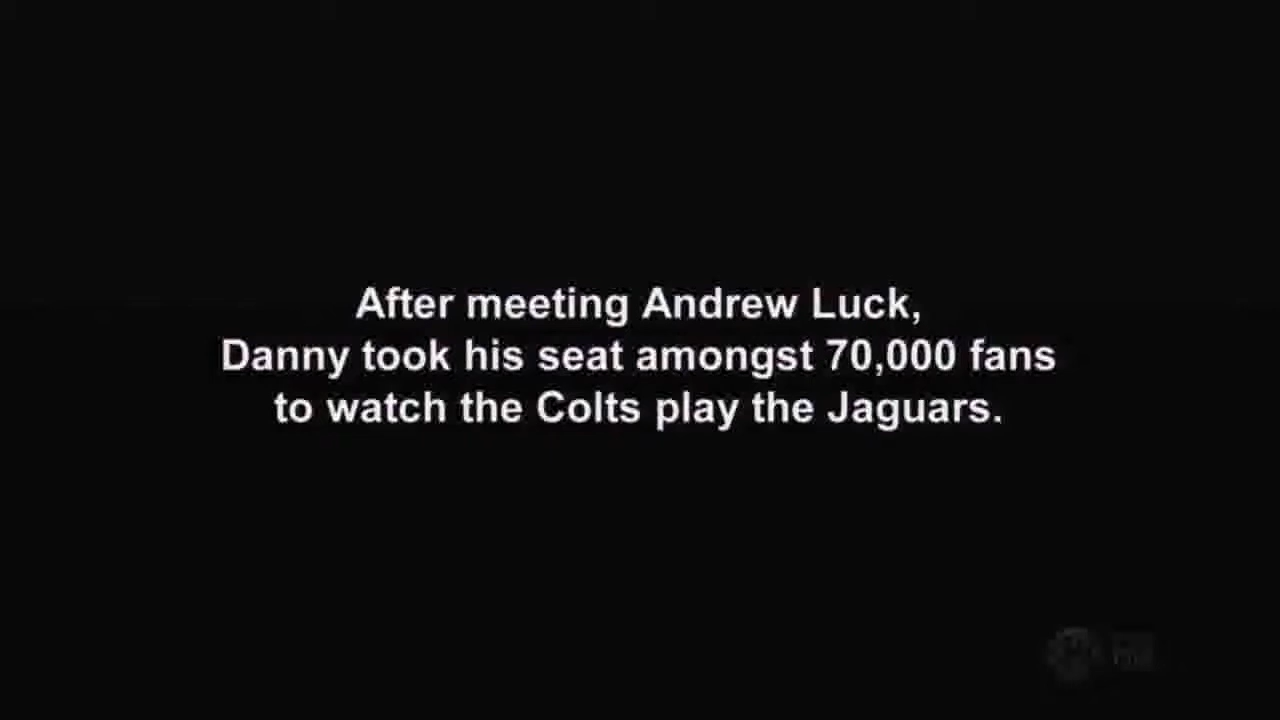 After meeting Andrew Luck,
Danny took his seat amongst 70,000 fans
to watch the Colts play the Jaguars.